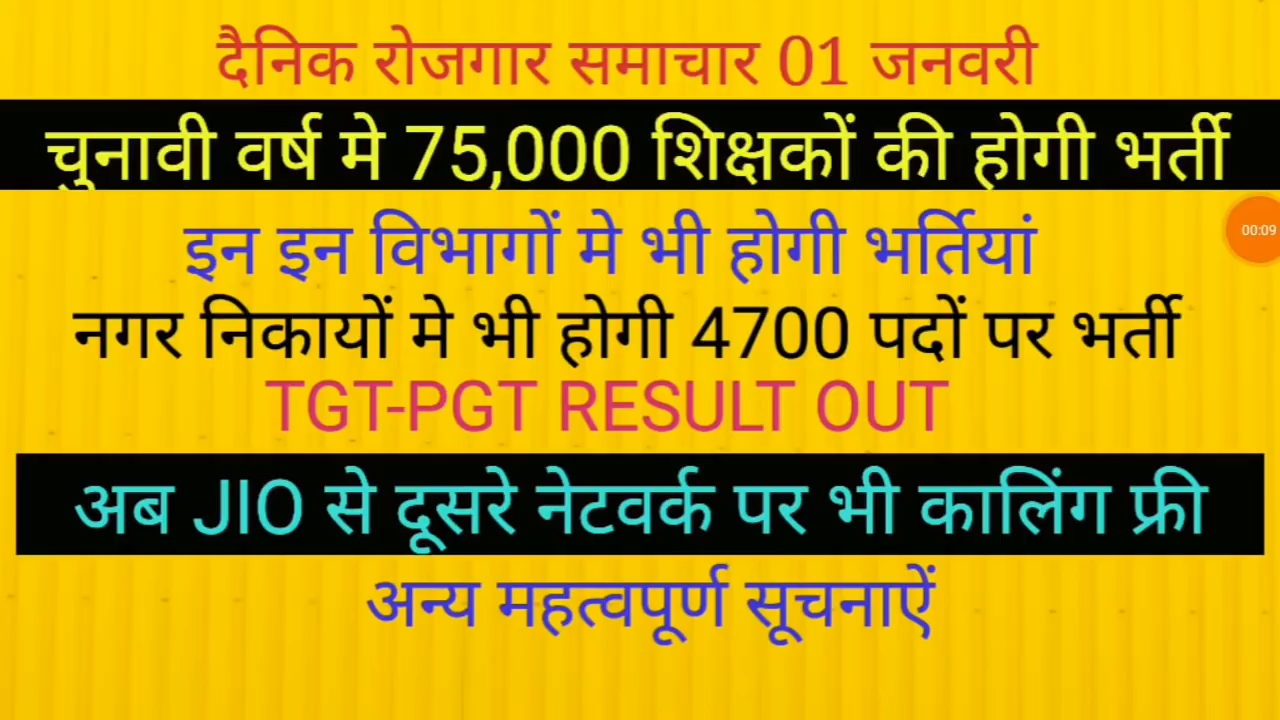 दैनिक रोजगार समाचार 01 जनवरी
चुनावी वर्ष मे 75,000 शिक्षकों की होगी भर्ती
इन इन विभागों मे भी होगी भर्तियां
00:09
नगर निकायों मे भी होगी 4700 पदों पर भर्ती
TGT-PGT RESULT OUT
अब JIO से दूसरे नेटवर्क पर भी कालिंग फ्री
अन्य महत्वपूर्ण सूचनाऐं